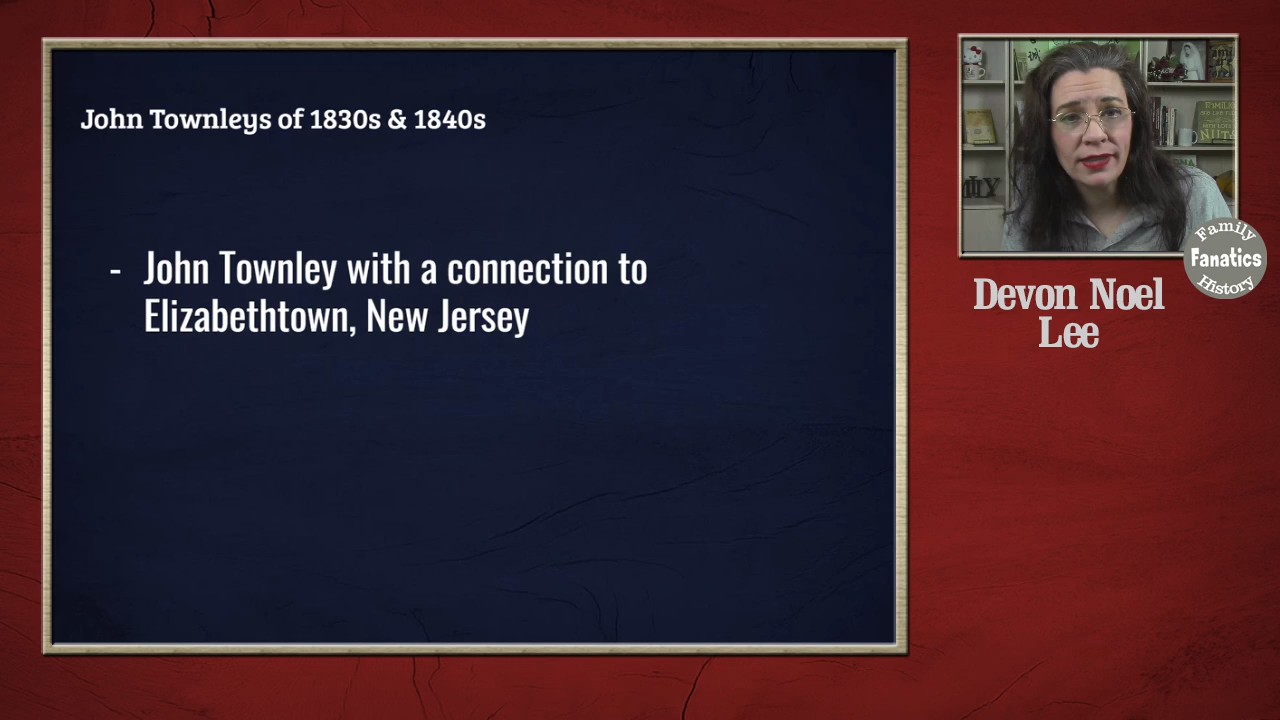 John Townleys of 1830s & 1840s
- John Townley with a connection to
Elizabethtown, New Jersey
Family
Fanatics
History
Devon Noel
Lee